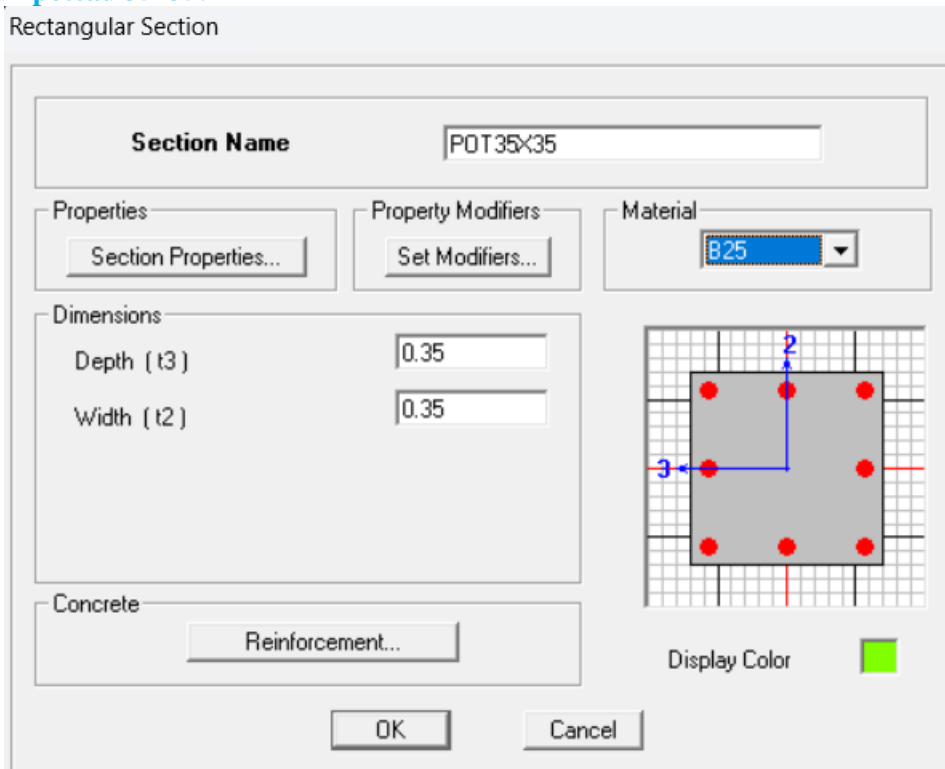 Rectangular Section
Section Name POT35X35
Properties Property Modifiers Material
Section Properties... Set Modifiers... B25
Dimensions
Depth ( t3 ) 0.35
Width ( t2 ) 0.35
2
3
Concrete
Reinforcement...
Display Color
OK Cancel